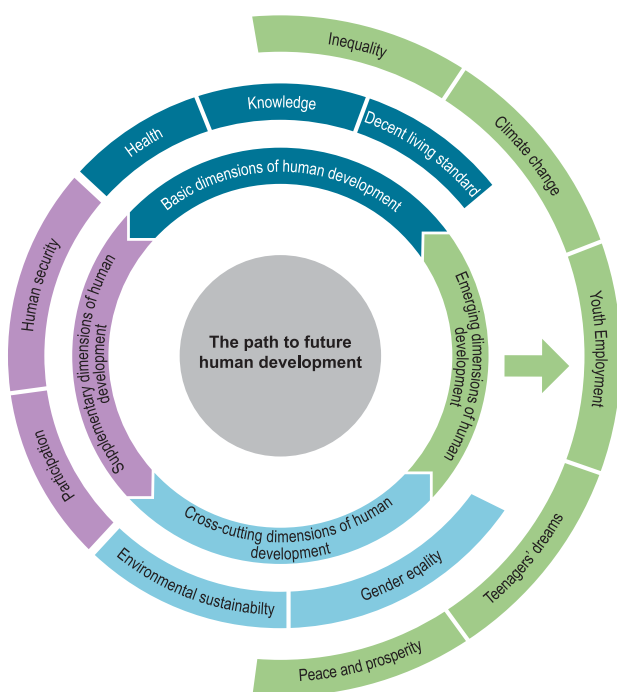 Inequality
Climate change
Youth Employment
Teenagers' dreams
Peace and prosperity
Health
Knowledge
Decent living standard
Human security
Participation
Environmental sustainabilty
Gender eqality
Basic dimensions of human development
Emerging dimensions of human
development
Cross-cutting dimensions of human
development
Supplementary dimensions of human
development
The path to future
human development